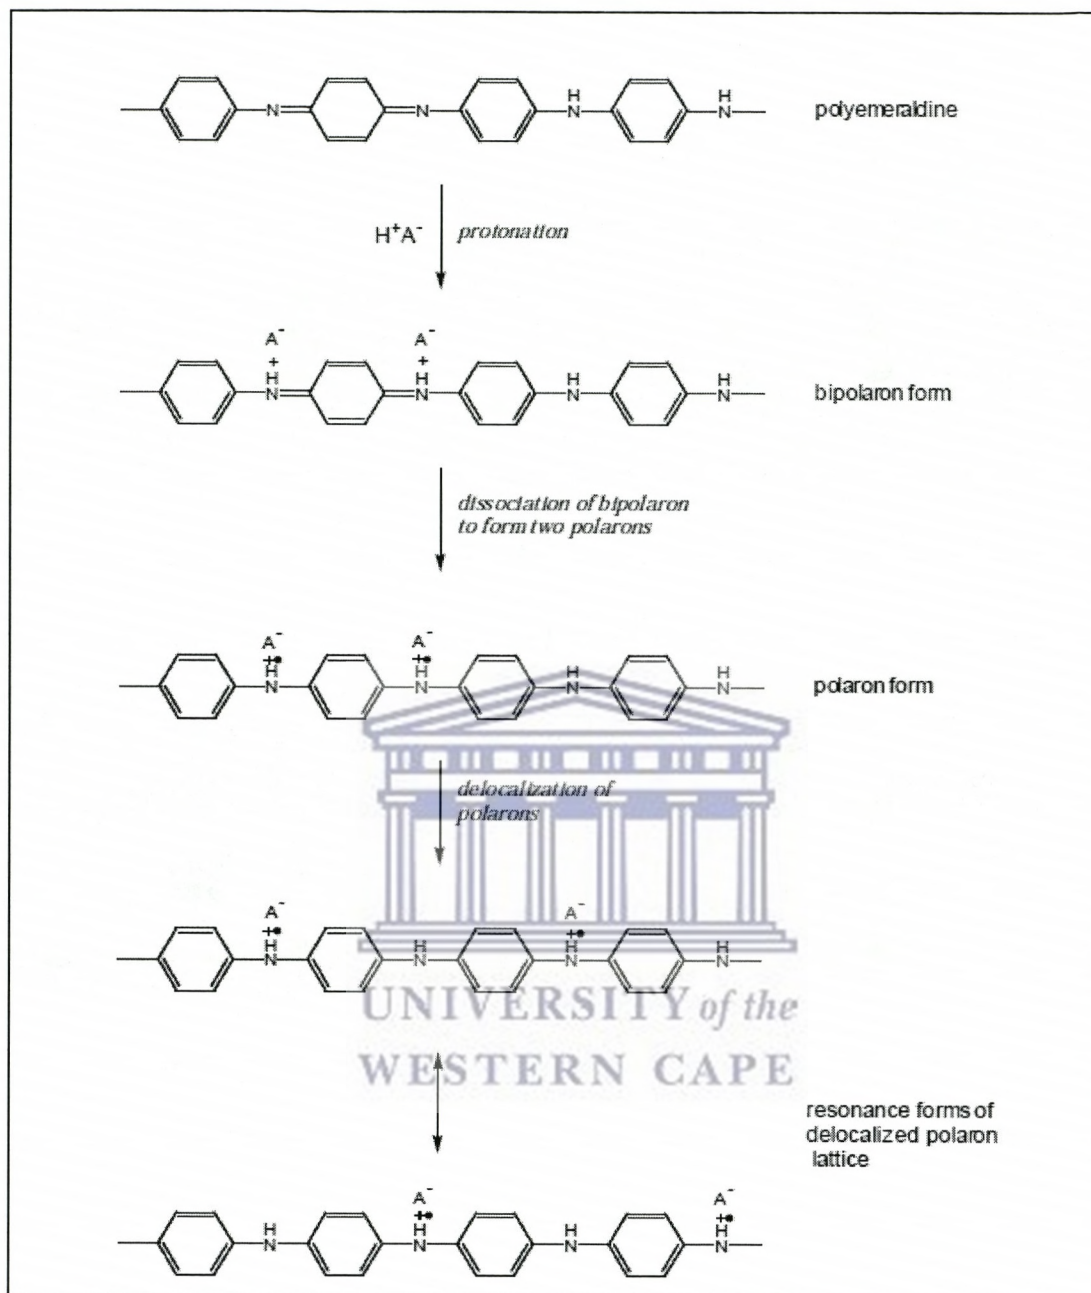 polyemeraldine
N N H N H N
H⁺A⁻ protonation
A⁻ A⁻
+ +
H H H H
N N N N
bipolaron form
dissociation of bipolaron
to form two polarons
A⁻ A⁻
+• +•
H H H H
N N N N
polaron form
delocalization of
polarons
A⁻ A⁻
+• +•
H H H H
N N N N
UNIVERSITY of the
WESTERN CAPE
resonance forms of
delocalized polaron
lattice
A⁻ A⁻
+• +•
H H H H
N N N N